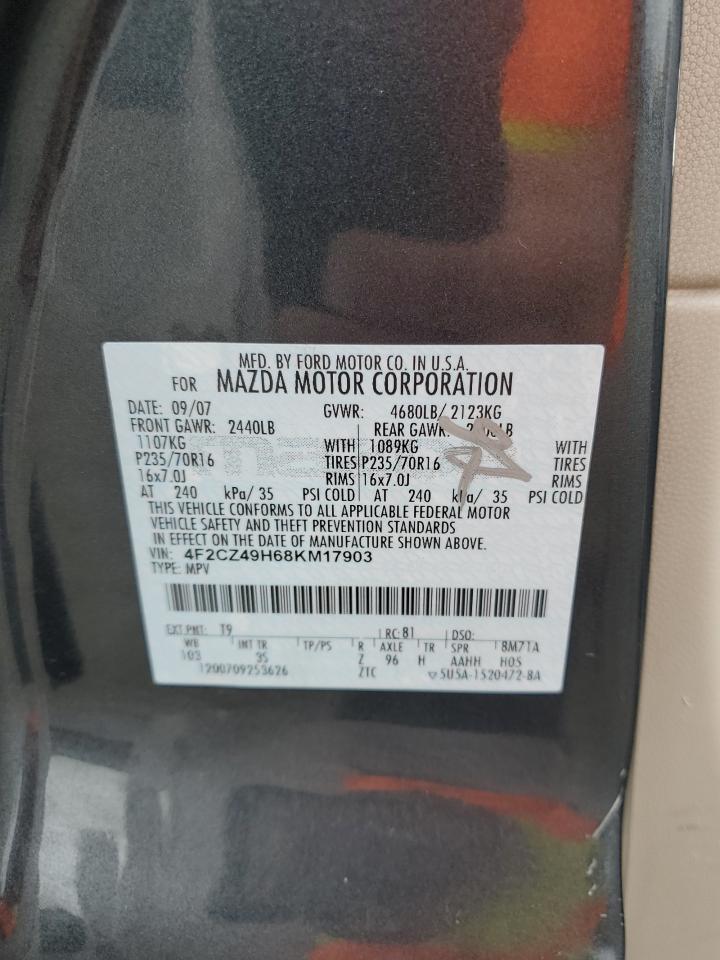 MFD. BY FORD MOTOR CO. IN U.S.A.
FOR MAZDA MOTOR CORPORATION
DATE: 09/07 GVWR: 4680LB/ 2123KG
FRONT GAWR: 2440LB REAR GAWR:
1107KG WITH 1089KG WITH
P235/70R16 TIRES P235/70R16 TIRES
16x7.0J RIMS 16x7.0J RIMS
AT 240 kPa/ 35 PSI COLD AT 240 kPa/ 35 PSI COLD
THIS VEHICLE CONFORMS TO ALL APPLICABLE FEDERAL MOTOR
VEHICLE SAFETY AND THEFT PREVENTION STANDARDS
IN EFFECT ON THE DATE OF MANUFACTURE SHOWN ABOVE.
VIN: 4F2CZ49H68KM17903
TYPE: MPV
EXT PNT: T9 RC: 81 DSO:
WB INT TR TP/PS R AXLE TR SPR 8M71A
103 35 Z 96 H AAHH H05
1200709253626 ZTC 5U5A-1520472-BA